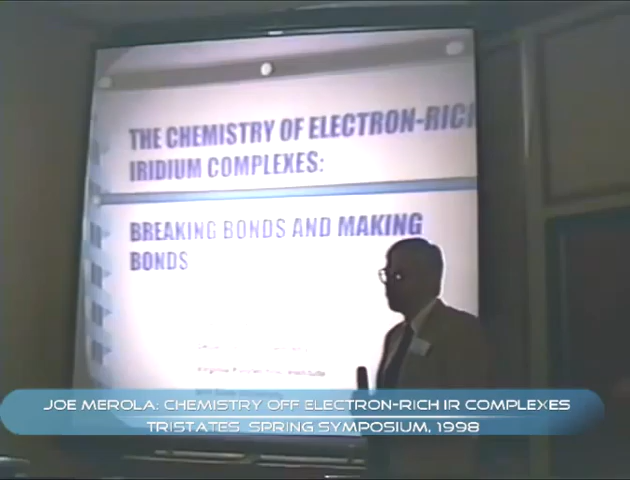 THE CHEMISTRY OF ELECTRON-RICH
IRIDIUM COMPLEXES:
BREAKING BONDS AND MAKING
BONDS
JOE MEROLA: CHEMISTRY OFF ELECTRON-RICH IR COMPLEXES
TRISTATES SPRING SYMPOSIUM, 1998